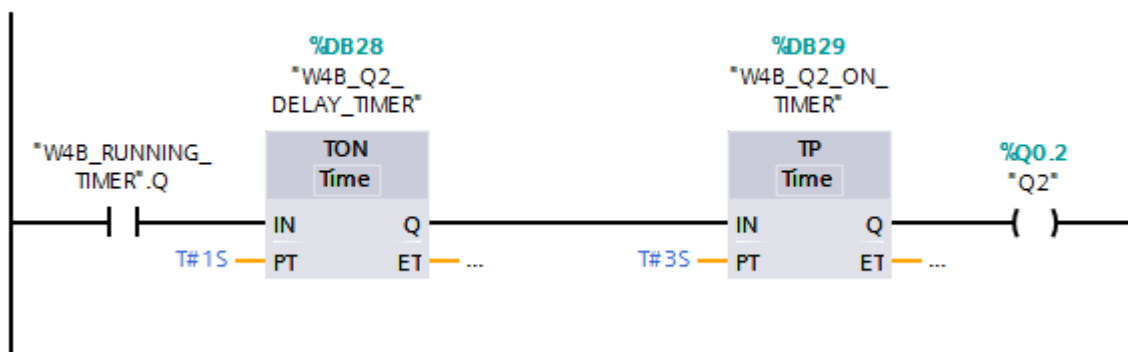 %DB28
"W4B_Q2_
DELAY_TIMER"
%DB29
"W4B_Q2_ON_
TIMER"
"W4B_RUNNING_
TIMER".Q
TON
Time
TP
Time
%Q0.2
"Q2"
IN
Q
IN
Q
T#1S
PT
ET
...
T#3S
PT
ET
...